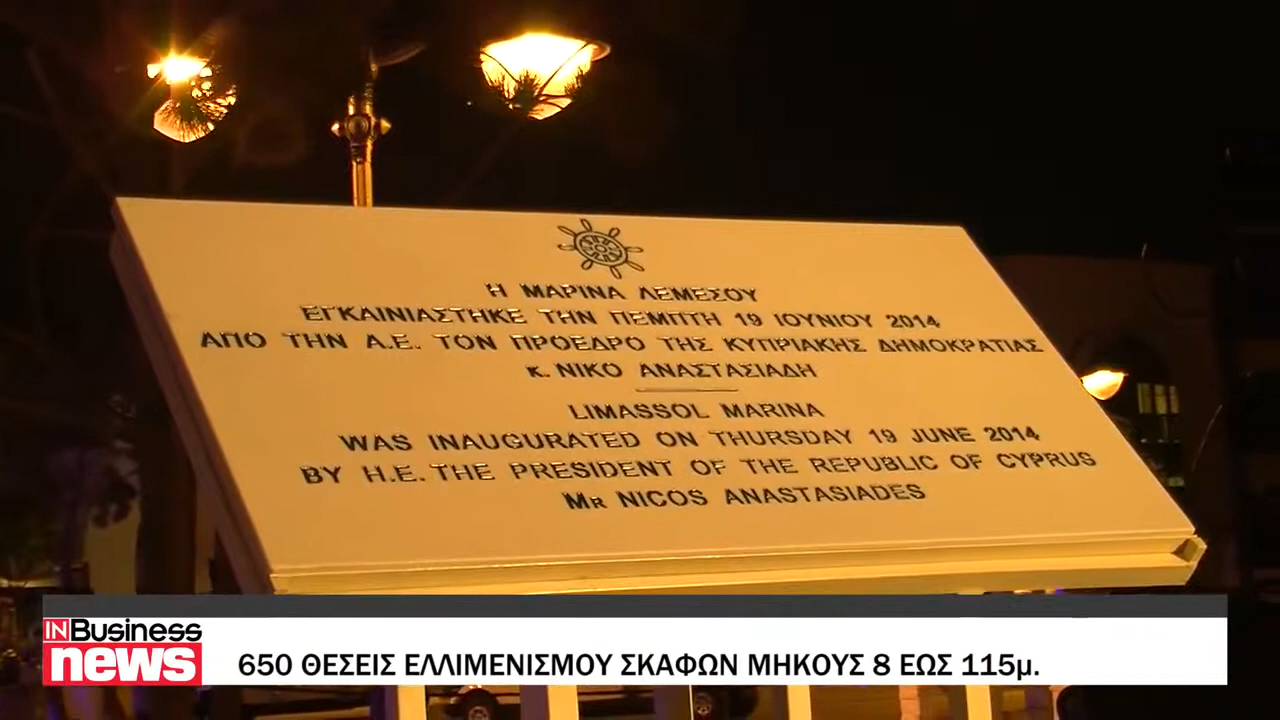 Η ΜΑΡΙΝΑ ΛΕΜΕΣΟΥ
ΕΓΚΑΙΝΙΑΣΤΗΚΕ ΤΗΝ ΠΕΜΠΤΗ 19 ΙΟΥΝΙΟΥ 2014
ΑΠΟ ΤΗΝ Α.Ε. ΤΟΝ ΠΡΟΕΔΡΟ ΤΗΣ ΚΥΠΡΙΑΚΗΣ ΔΗΜΟΚΡΑΤΙΑΣ
κ. ΝΙΚΟ ΑΝΑΣΤΑΣΙΑΔΗ
LIMASSOL MARINA
WAS INAUGURATED ON THURSDAY 19 JUNE 2014
BY H.E. THE PRESIDENT OF THE REPUBLIC OF CYPRUS
MR NICOS ANASTASIADES
IN Business
news
650 ΘΕΣΕΙΣ ΕΛΛΙΜΕΝΙΣΜΟΥ ΣΚΑΦΩΝ ΜΗΚΟΥΣ 8 ΕΩΣ 115μ.